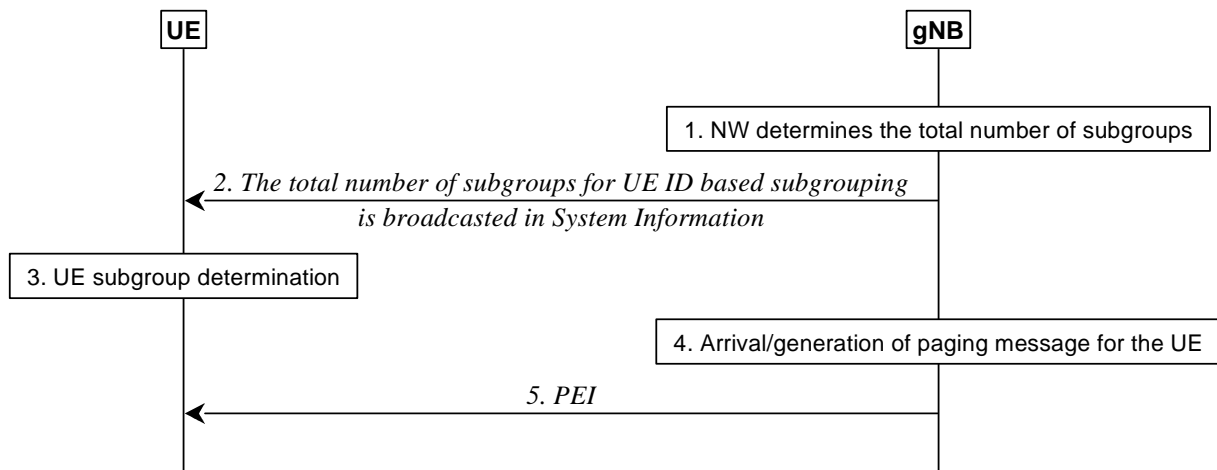 UE
gNB
1. NW determines the total number of subgroups
2. The total number of subgroups for UE ID based subgrouping
is broadcasted in System Information
3. UE subgroup determination
4. Arrival/generation of paging message for the UE
5. PEI